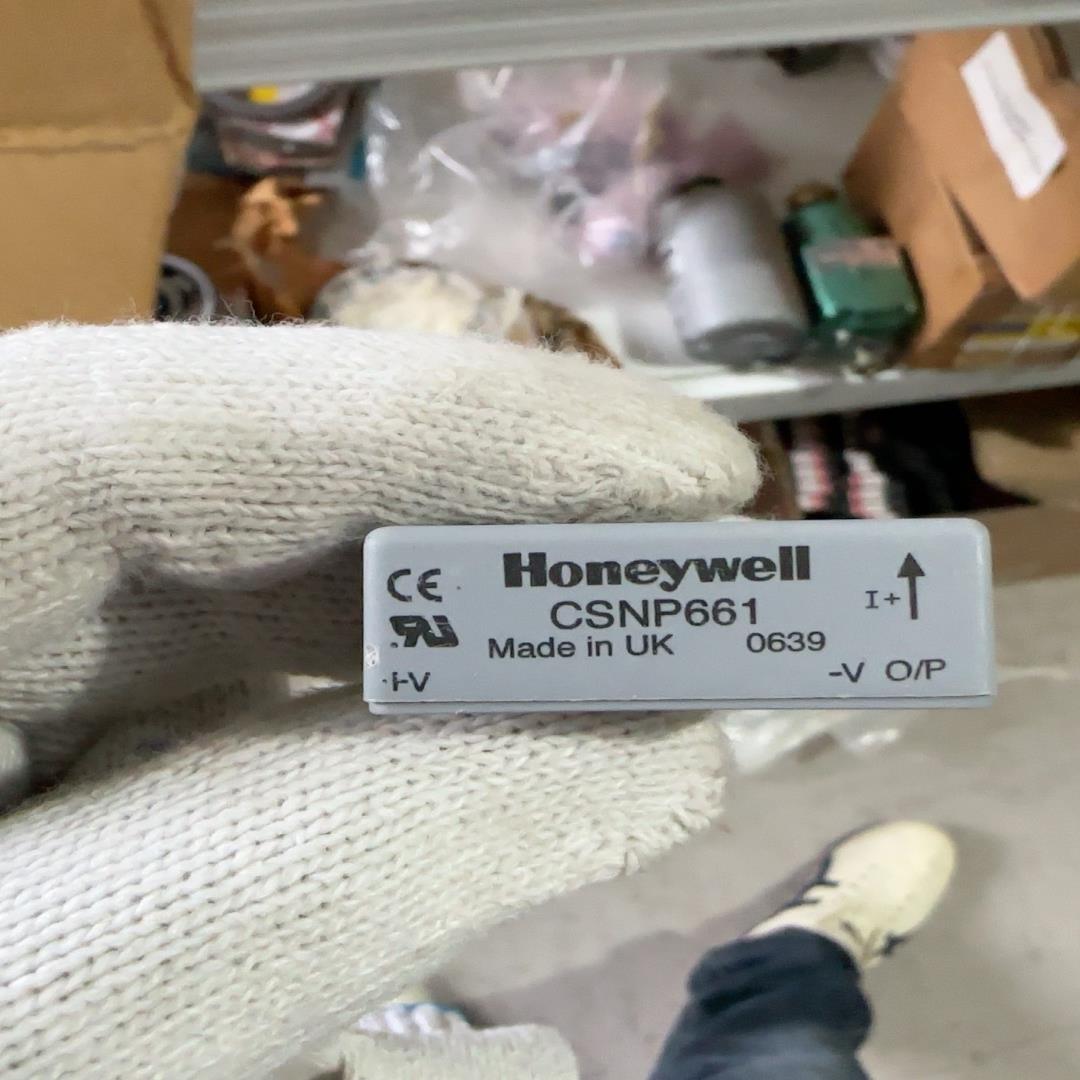 CE
Honeywell
CSNP661
I+
Made in UK 0639
+V
-V O/P